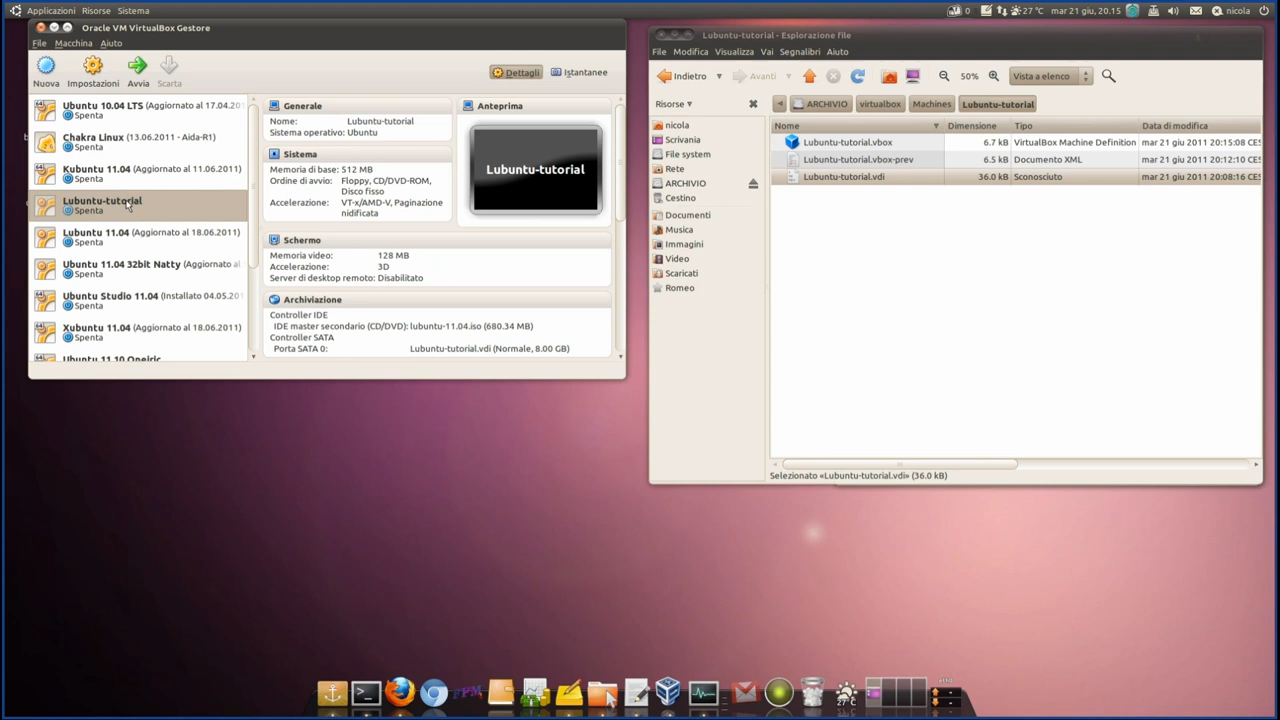 Applicazioni Risorse Sistema
0
27 °C
mar 21 giu, 20.15
nicola
Oracle VM VirtualBox Gestore
File Macchina Aiuto
Nuova Impostazioni Avvia Scarta
Dettagli Istantanee
Ubuntu 10.04 LTS (Aggiornato al 17.04.20
Spenta
Chakra Linux (13.06.2011 - Aida-R1)
Spenta
Kubuntu 11.04 (Aggiornato al 11.06.2011)
Spenta
Lubuntu-tutorial
Spenta
Lubuntu 11.04 (Aggiornato al 18.06.2011)
Spenta
Ubuntu 11.04 32bit Natty (Aggiornato al
Spenta
Ubuntu Studio 11.04 (Installato 04.05.201
Spenta
Xubuntu 11.04 (Aggiornato al 18.06.2011)
Spenta
Ubuntu 11.10 Oneiric
Generale
Nome: Lubuntu-tutorial
Sistema operativo: Ubuntu
Sistema
Memoria di base: 512 MB
Ordine di avvio: Floppy, CD/DVD-ROM,
Disco fisso
Accelerazione: VT-x/AMD-V, Paginazione
nidificata
Anteprima
Lubuntu-tutorial
Schermo
Memoria video: 128 MB
Accelerazione: 3D
Server di desktop remoto: Disabilitato
Archiviazione
Controller IDE
IDE master secondario (CD/DVD): lubuntu-11.04.iso (680.34 MB)
Controller SATA
Porta SATA 0: Lubuntu-tutorial.vdi (Normale, 8.00 GB)
Lubuntu-tutorial - Esplorazione file
File Modifica Visualizza Vai Segnalibri Aiuto
Indietro Avanti 50% Vista a elenco
Risorse ARCHIVIO virtualbox Machines Lubuntu-tutorial
nicola
Scrivania
File system
Rete
ARCHIVIO
Cestino
Documenti
Musica
Immagini
Video
Scaricati
Romeo
Nome Dimensione Tipo Data di modifica
Lubuntu-tutorial.vbox 6.7 kB VirtualBox Machine Definition mar 21 giu 2011 20:15:08 CES
Lubuntu-tutorial.vbox-prev 6.5 kB Documento XML mar 21 giu 2011 20:12:10 CES
Lubuntu-tutorial.vdi 36.0 kB Sconosciuto mar 21 giu 2011 20:08:16 CES
Selezionato «Lubuntu-tutorial.vdi» (36.0 kB)
27°C